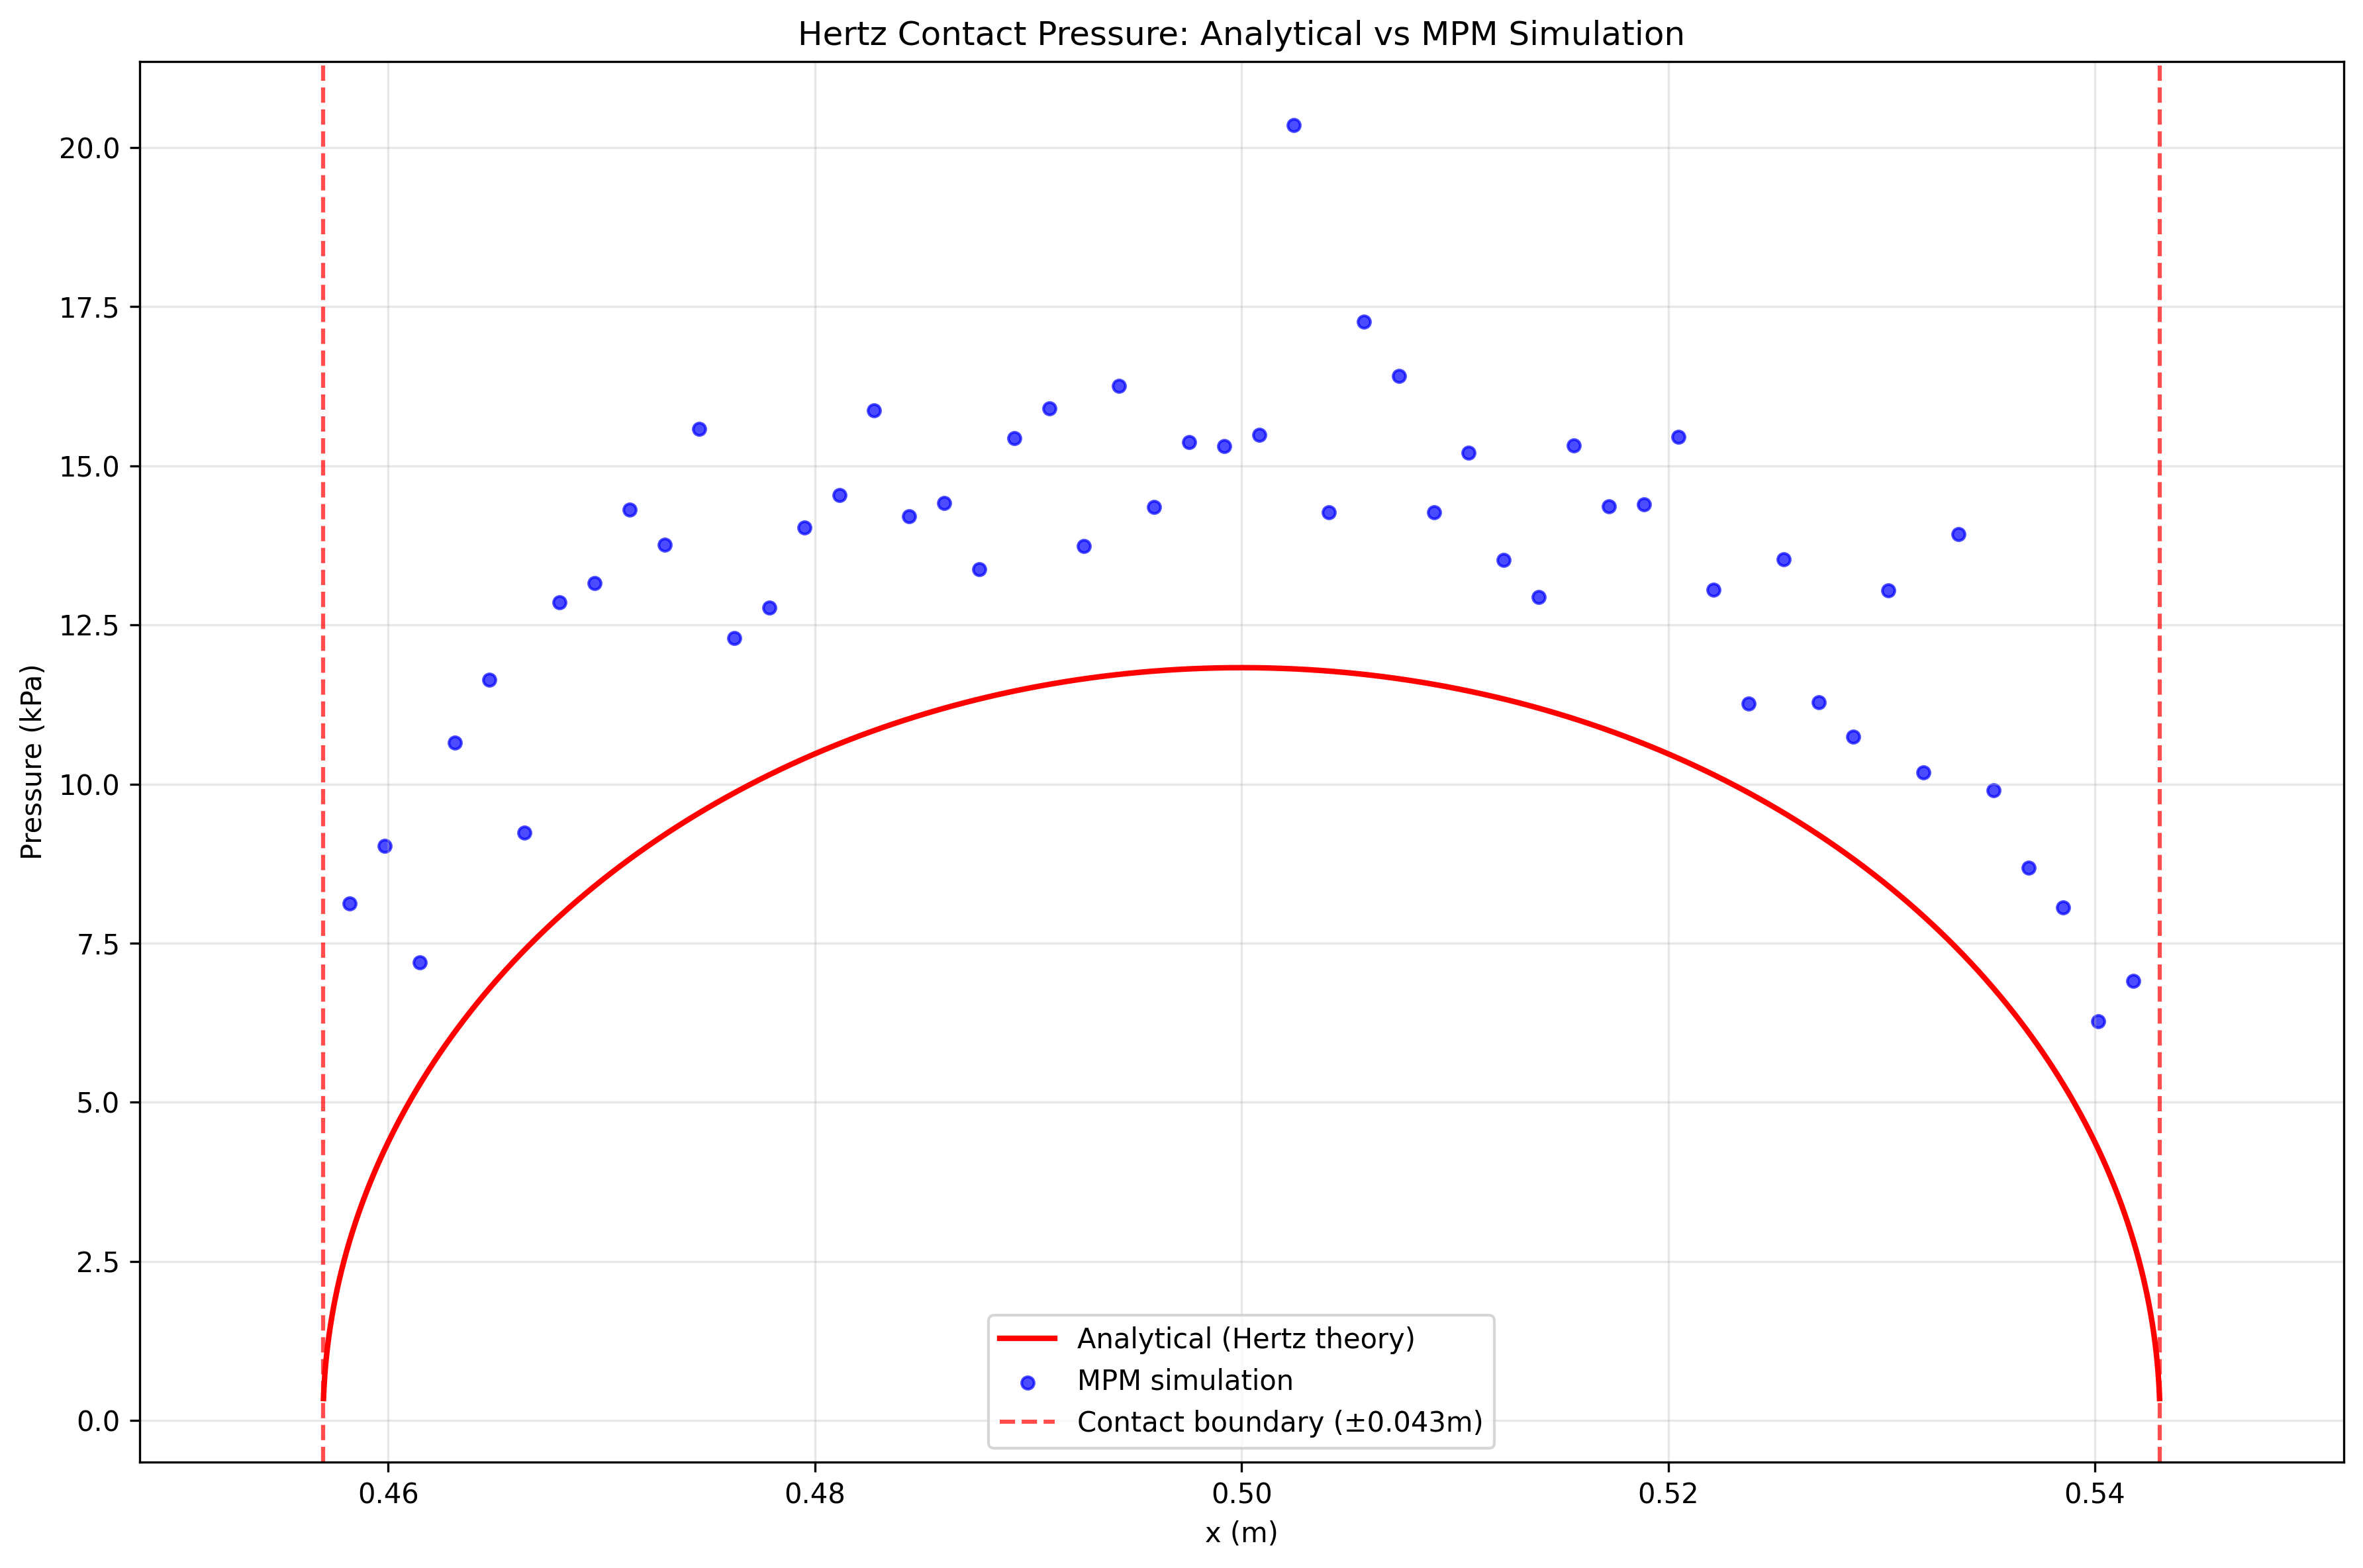 Hertz Contact Pressure: Analytical vs MPM Simulation
Pressure (kPa)
20.0
17.5
15.0
12.5
10.0
7.5
5.0
2.5
0.0
Analytical (Hertz theory)
MPM simulation
Contact boundary (±0.043m)
0.46
0.48
0.50
0.52
0.54
x (m)